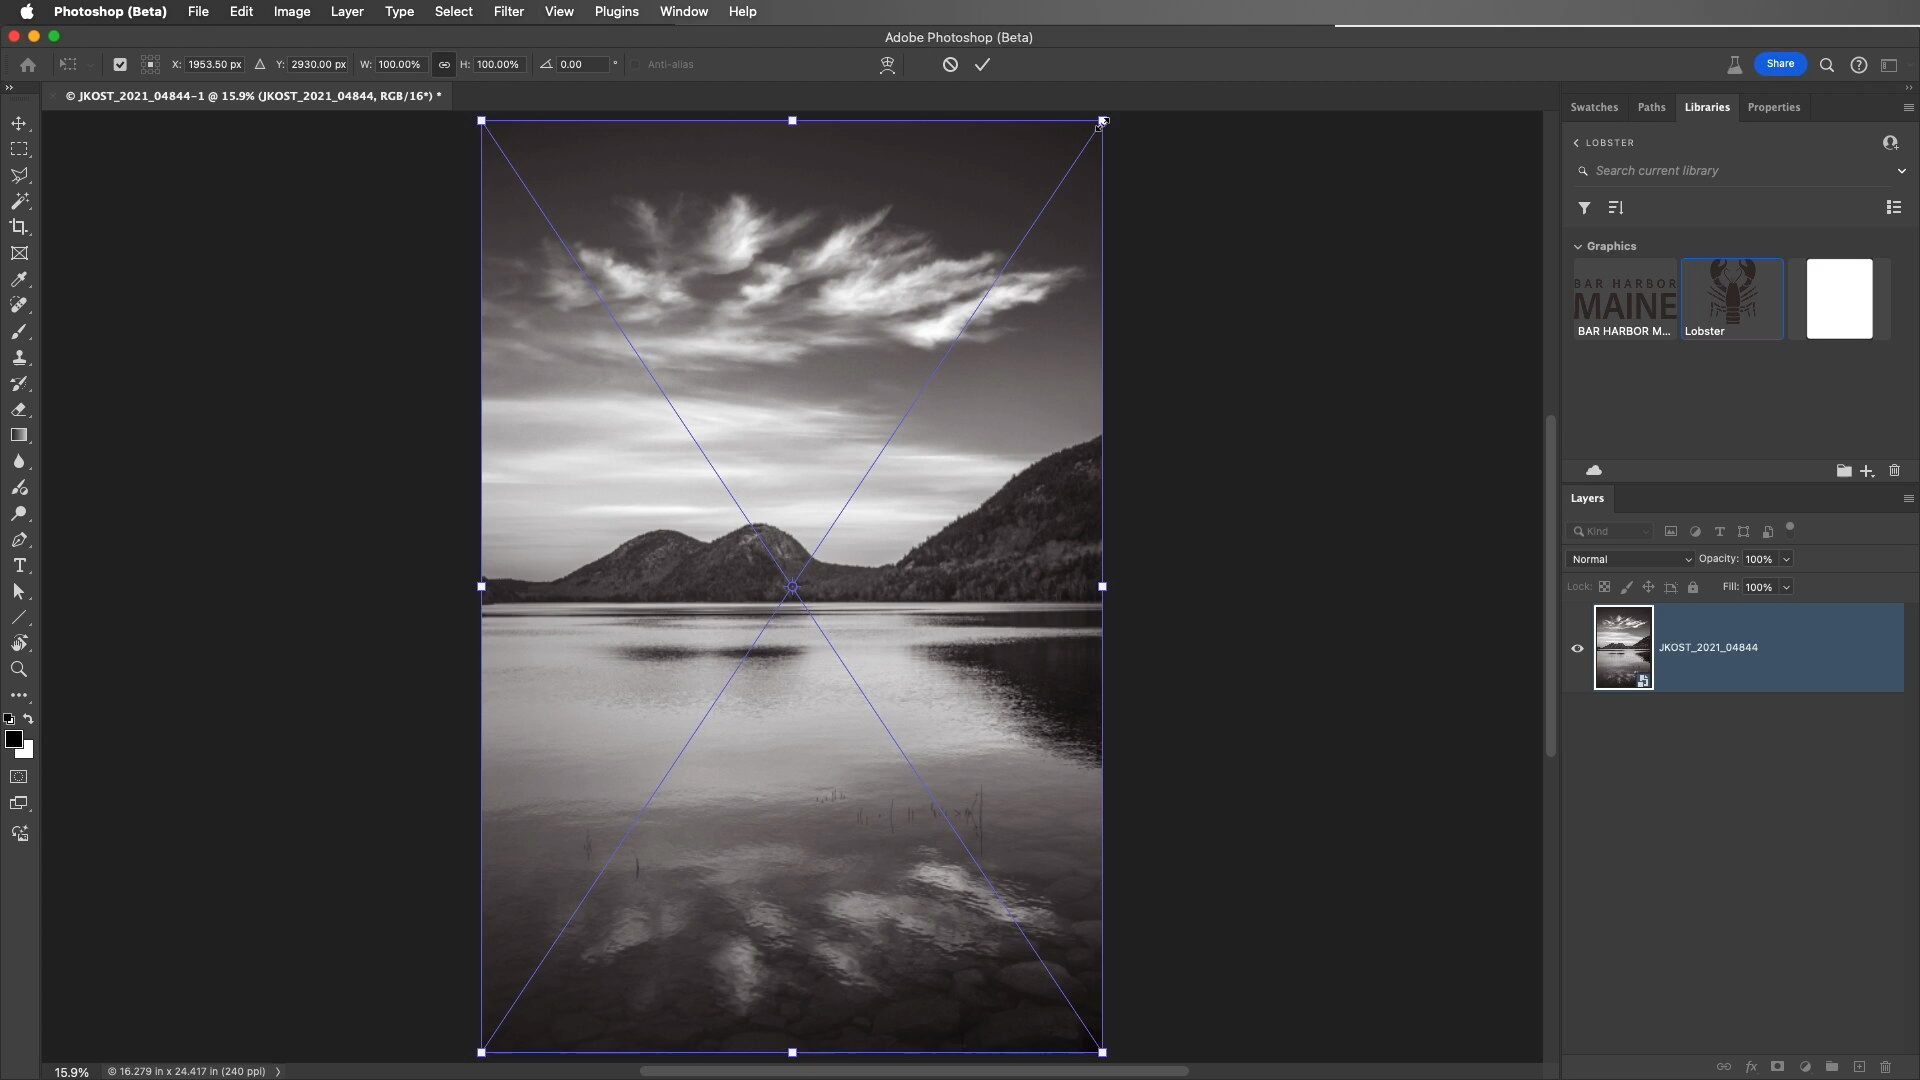 Photoshop (Beta) File Edit Image Layer Type Select Filter View Plugins Window Help
Adobe Photoshop (Beta)
X: 1953.50 px Y: 2930.00 px W: 100.00% H: 100.00% 0.00 ° Anti-alias Share
© JKOST_2021_04844-1 @ 15.9% (JKOST_2021_04844, RGB/16*) *
Swatches Paths Libraries Properties
LOBSTER
Search current library
Graphics
BAR HARBOR
MAINE
BAR HARBOR M...
Lobster
Layers
Kind
Normal Opacity: 100%
Lock: Fill: 100%
JKOST_2021_04844
15.9% © 16.279 in x 24.417 in (240 ppi)
fx